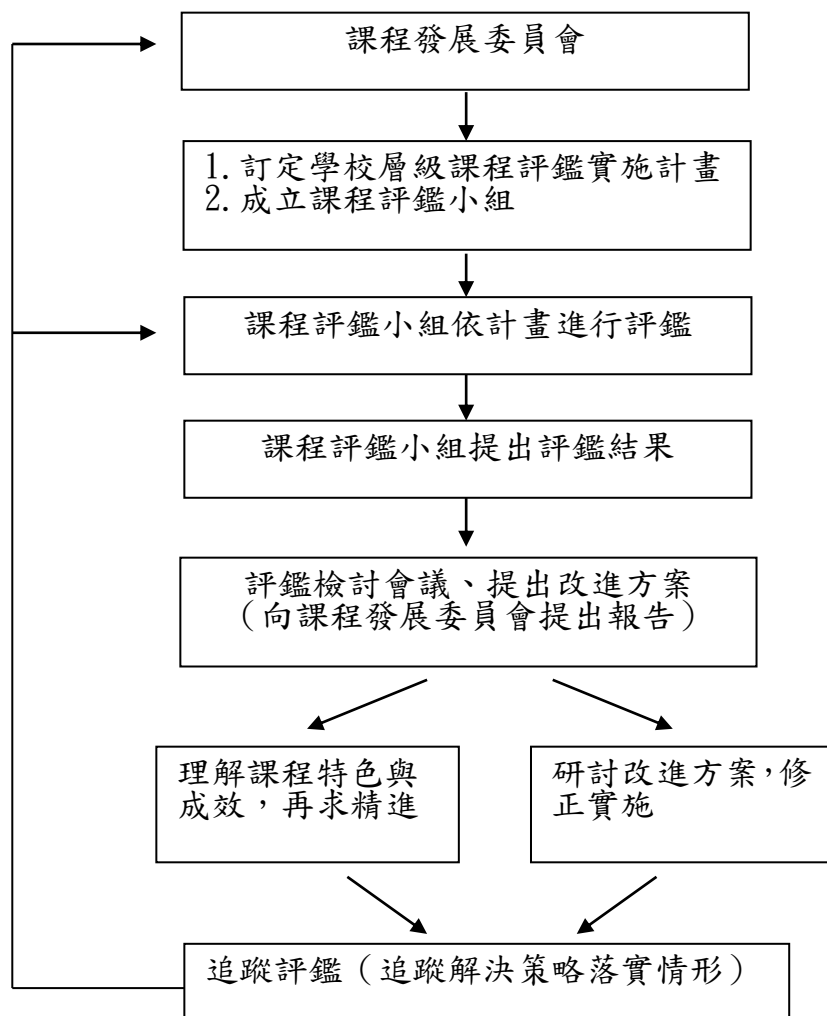 課程發展委員會
1.訂定學校層級課程評鑑實施計畫
2.成立課程評鑑小組
課程評鑑小組依計畫進行評鑑
課程評鑑小組提出評鑑結果
評鑑檢討會議、提出改進方案
（向課程發展委員會提出報告）
理解課程特色與
成效，再求精進
研討改進方案，修
正實施
追蹤評鑑（追蹤解決策略落實情形）